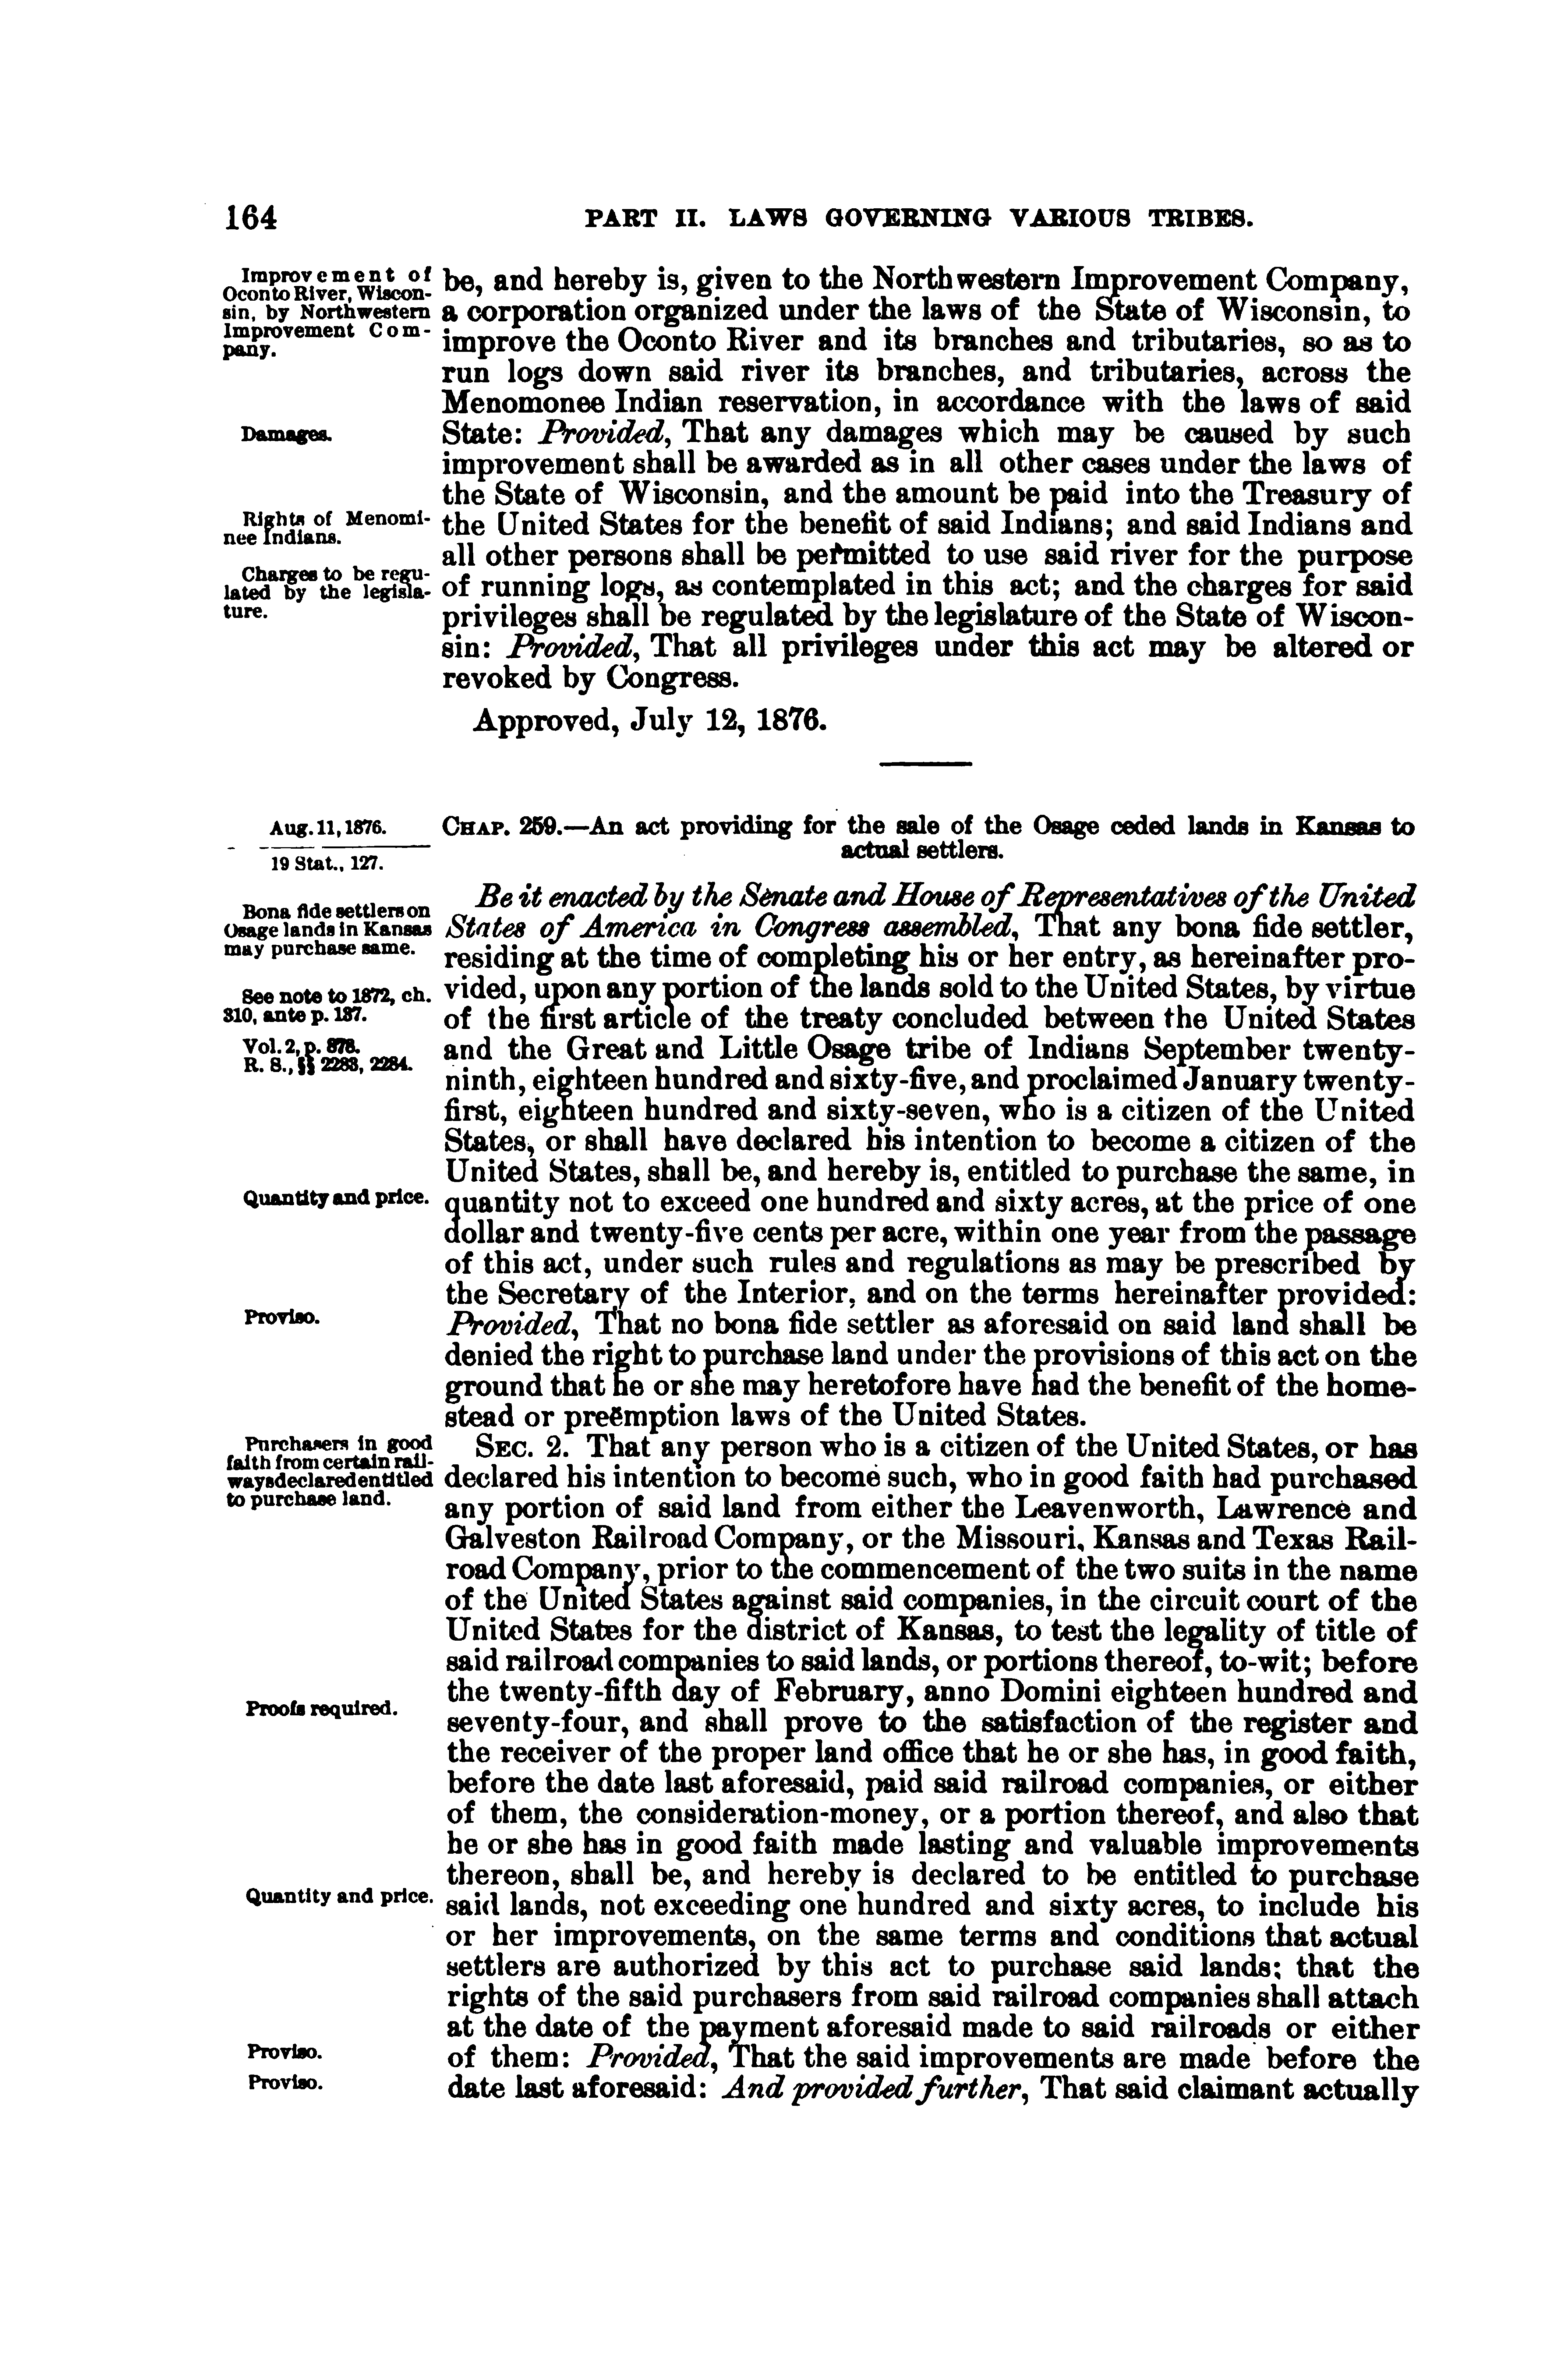 164 PART II. LAWS GOVERNING VARIOUS TRIBES.
Improvement of
Oconto River, Wiscon-
sin, by Northwestern
Improvement Com-
pany.
be, and hereby is, given to the Northwestern Improvement Company,
a corporation organized under the laws of the State of Wisconsin, to
improve the Oconto River and its branches and tributaries, so as to
run logs down said river its branches, and tributaries, across the
Menomonee Indian reservation, in accordance with the laws of said
Damages.
State: Provided, That any damages which may be caused by such
improvement shall be awarded as in all other cases under the laws of
the State of Wisconsin, and the amount be paid into the Treasury of
Rights of Menomi-
nee Indians.
the United States for the benefit of said Indians; and said Indians and
all other persons shall be permitted to use said river for the purpose
Charges to be regu-
lated by the legisla-
ture.
of running logs, as contemplated in this act; and the charges for said
privileges shall be regulated by the legislature of the State of Wiscon-
sin: Provided, That all privileges under this act may be altered or
revoked by Congress.
Approved, July 12, 1876.
Aug. 11, 1876.
19 Stat., 127.
CHAP. 259.—An act providing for the sale of the Osage ceded lands in Kansas to
actual settlers.
Bona fide settlers on
Osage lands in Kansas
may purchase same.
See note to 1872, ch.
310, ante p. 137.
Vol. 2, p. 878.
R. S., §§ 2283, 2284.
Be it enacted by the Senate and House of Representatives of the United
States of America in Congress assembled, That any bona fide settler,
residing at the time of completing his or her entry, as hereinafter pro-
vided, upon any portion of the lands sold to the United States, by virtue
of the first article of the treaty concluded between the United States
and the Great and Little Osage tribe of Indians September twenty-
ninth, eighteen hundred and sixty-five, and proclaimed January twenty-
first, eighteen hundred and sixty-seven, who is a citizen of the United
States, or shall have declared his intention to become a citizen of the
United States, shall be, and hereby is, entitled to purchase the same, in
Quantity and price.
quantity not to exceed one hundred and sixty acres, at the price of one
dollar and twenty-five cents per acre, within one year from the passage
of this act, under such rules and regulations as may be prescribed by
the Secretary of the Interior, and on the terms hereinafter provided:
Proviso.
Provided, That no bona fide settler as aforesaid on said land shall be
denied the right to purchase land under the provisions of this act on the
ground that he or she may heretofore have had the benefit of the home-
stead or preëmption laws of the United States.
Purchasers in good
faith from certain rail-
ways declared entitled
to purchase land.
SEC. 2. That any person who is a citizen of the United States, or has
declared his intention to become such, who in good faith had purchased
any portion of said land from either the Leavenworth, Lawrence and
Galveston Railroad Company, or the Missouri, Kansas and Texas Rail-
road Company, prior to the commencement of the two suits in the name
of the United States against said companies, in the circuit court of the
United States for the district of Kansas, to test the legality of title of
said railroad companies to said lands, or portions thereof, to-wit; before
the twenty-fifth day of February, anno Domini eighteen hundred and
Proofs required.
seventy-four, and shall prove to the satisfaction of the register and
the receiver of the proper land office that he or she has, in good faith,
before the date last aforesaid, paid said railroad companies, or either
of them, the consideration-money, or a portion thereof, and also that
he or she has in good faith made lasting and valuable improvements
thereon, shall be, and hereby is declared to be entitled to purchase
Quantity and price.
said lands, not exceeding one hundred and sixty acres, to include his
or her improvements, on the same terms and conditions that actual
settlers are authorized by this act to purchase said lands; that the
rights of the said purchasers from said railroad companies shall attach
at the date of the payment aforesaid made to said railroads or either
Proviso.
of them: Provided, That the said improvements are made before the
Proviso.
date last aforesaid: And provided further, That said claimant actually